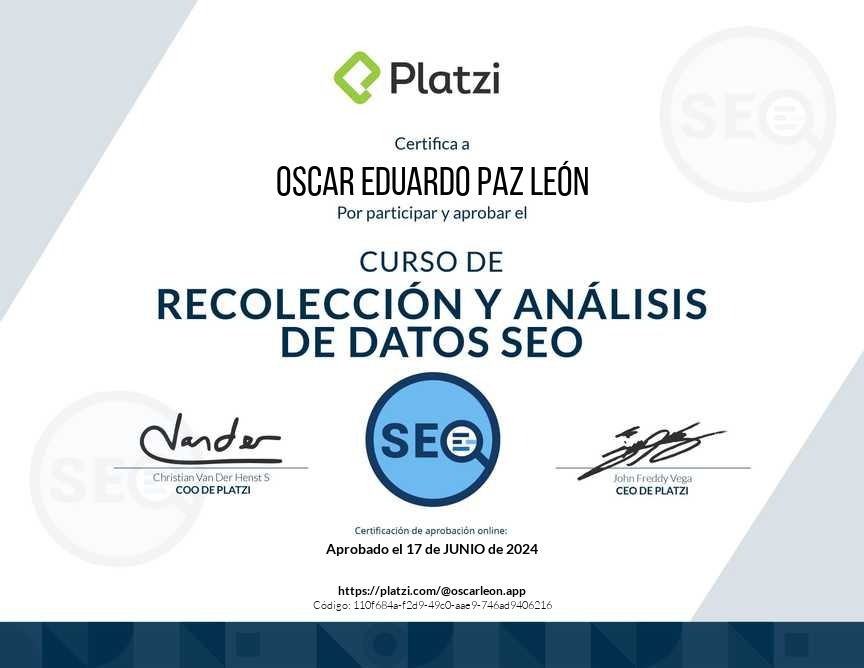 Platzi
SEO
Certifica a
OSCAR EDUARDO PAZ LEÓN
Por participar y aprobar el
CURSO DE
RECOLECCIÓN Y ANÁLISIS
DE DATOS SEO
SEO
SEO
Christian Van Der Henst S
COO DE PLATZI
John Freddy Vega
CEO DE PLATZI
Certificación de aprobación online:
Aprobado el 17 de JUNIO de 2024
https://platzi.com/@oscarleon.app
Código: 110f684a-f2d9-49c0-aae9-746ad9406216